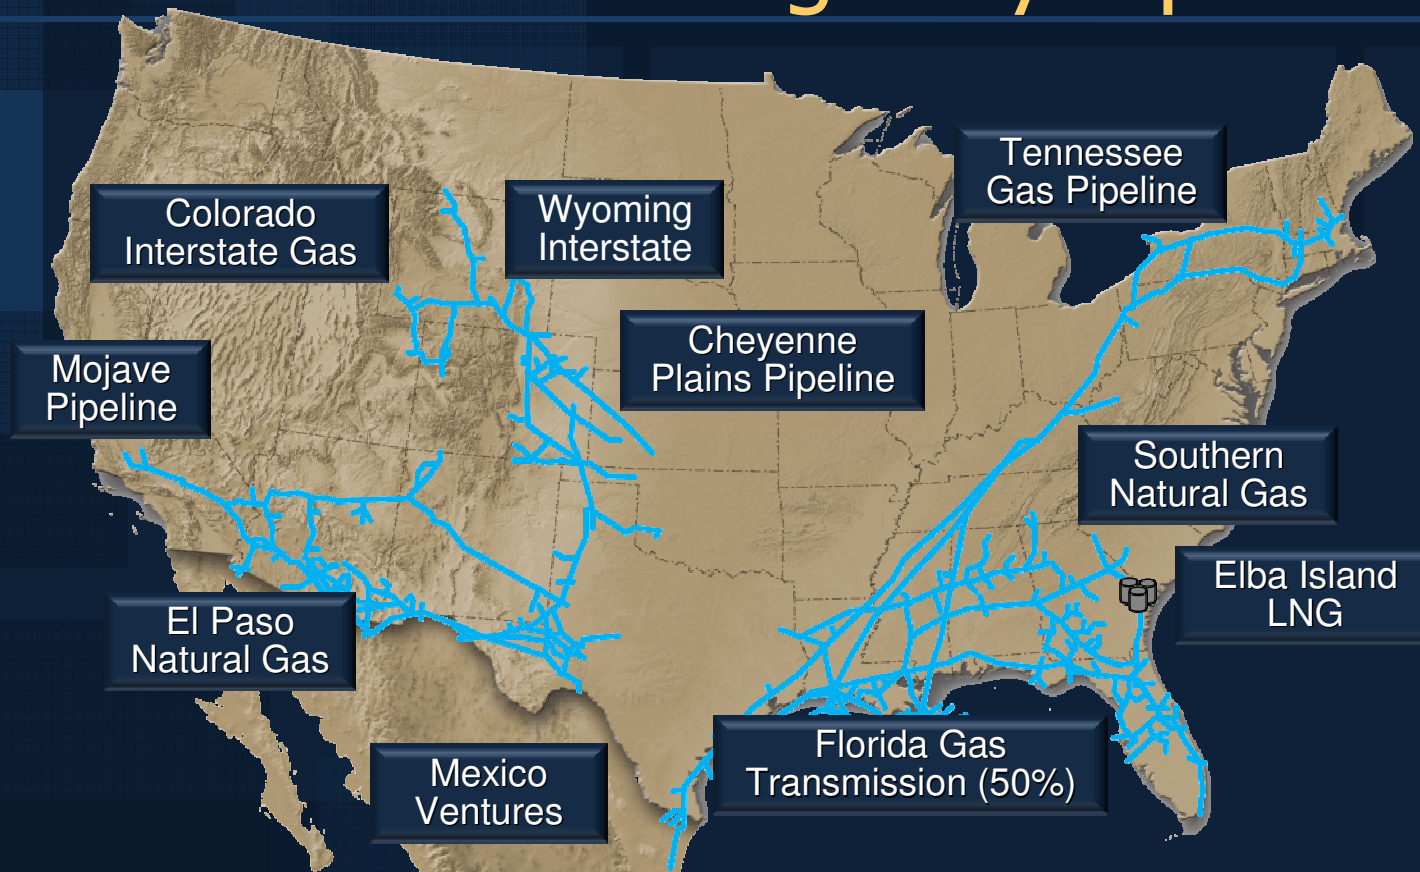 Tennessee
Gas Pipeline
Colorado
Interstate Gas
Wyoming
Interstate
Cheyenne
Plains Pipeline
Mojave
Pipeline
Southern
Natural Gas
Elba Island
LNG
El Paso
Natural Gas
Florida Gas
Transmission (50%)
Mexico
Ventures